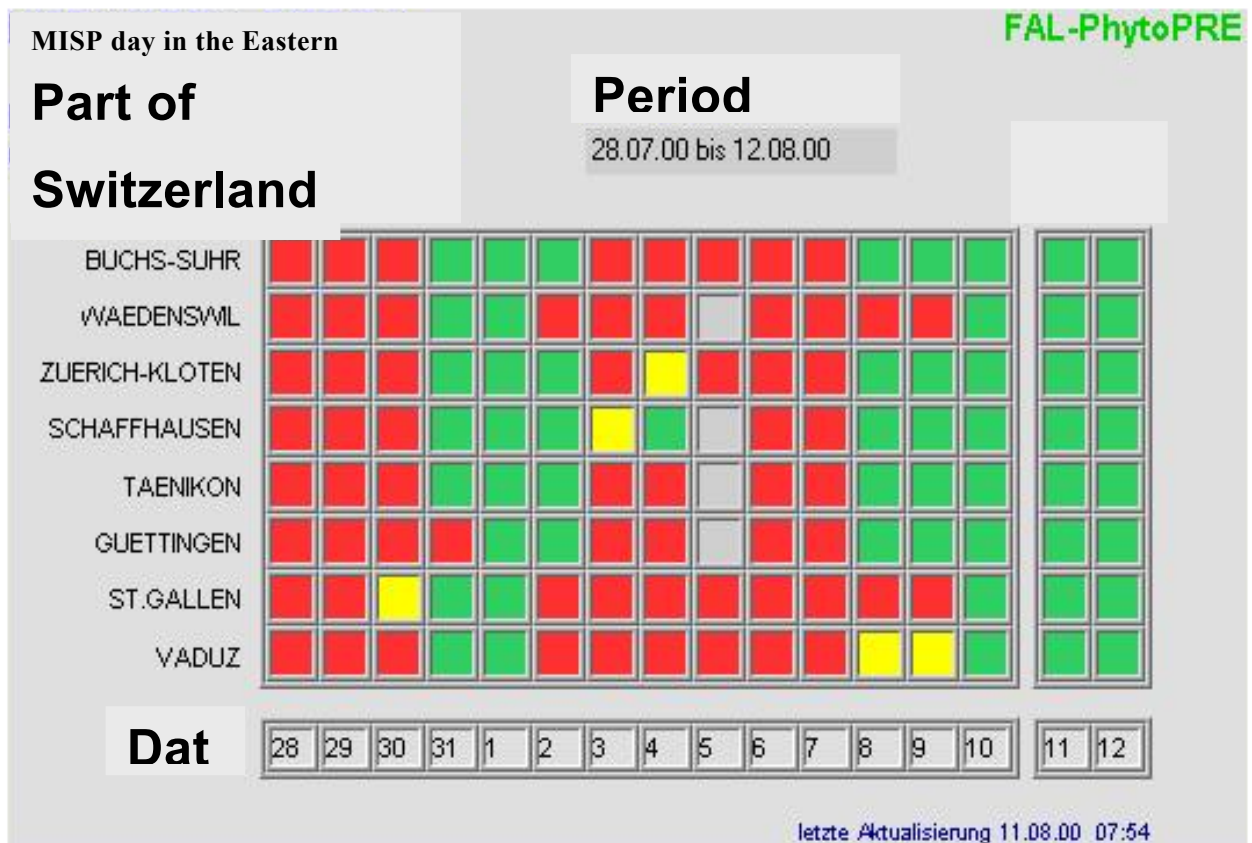 MISP day in the Eastern
Part of
Switzerland
FAL-PhytoPRE
Period
28.07.00 bis 12.08.00
BUCHS-SUHR
WAEDENSWIL
ZUERICH-KLOTEN
SCHAFFHAUSEN
TAENIKON
GUETTINGEN
ST.GALLEN
VADUZ
Dat 28 29 30 31 1 2 3 4 5 6 7 8 9 10 11 12
letzte Aktualisierung 11.08.00 07:54